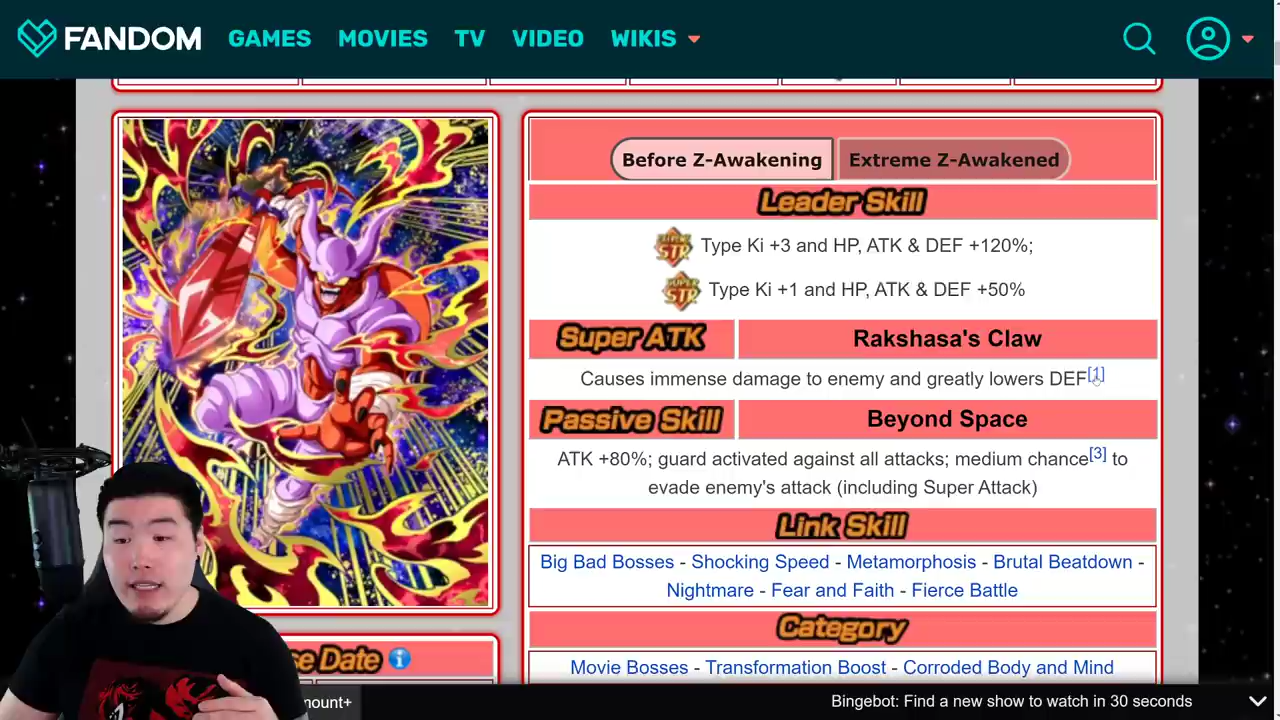 FANDOM GAMES MOVIES TV VIDEO WIKIS
Before Z-Awakening Extreme Z-Awakened
Leader Skill
EXTREME STR Type Ki +3 and HP, ATK & DEF +120%;
SUPER STR Type Ki +1 and HP, ATK & DEF +50%
Super ATK Rakshasa's Claw
Causes immense damage to enemy and greatly lowers DEF[1]
Passive Skill Beyond Space
ATK +80%; guard activated against all attacks; medium chance[3] to
evade enemy's attack (including Super Attack)
Link Skill
Big Bad Bosses - Shocking Speed - Metamorphosis - Brutal Beatdown -
Nightmare - Fear and Faith - Fierce Battle
Category
Movie Bosses - Transformation Boost - Corroded Body and Mind
se Date i
mount+
Bingebot: Find a new show to watch in 30 seconds